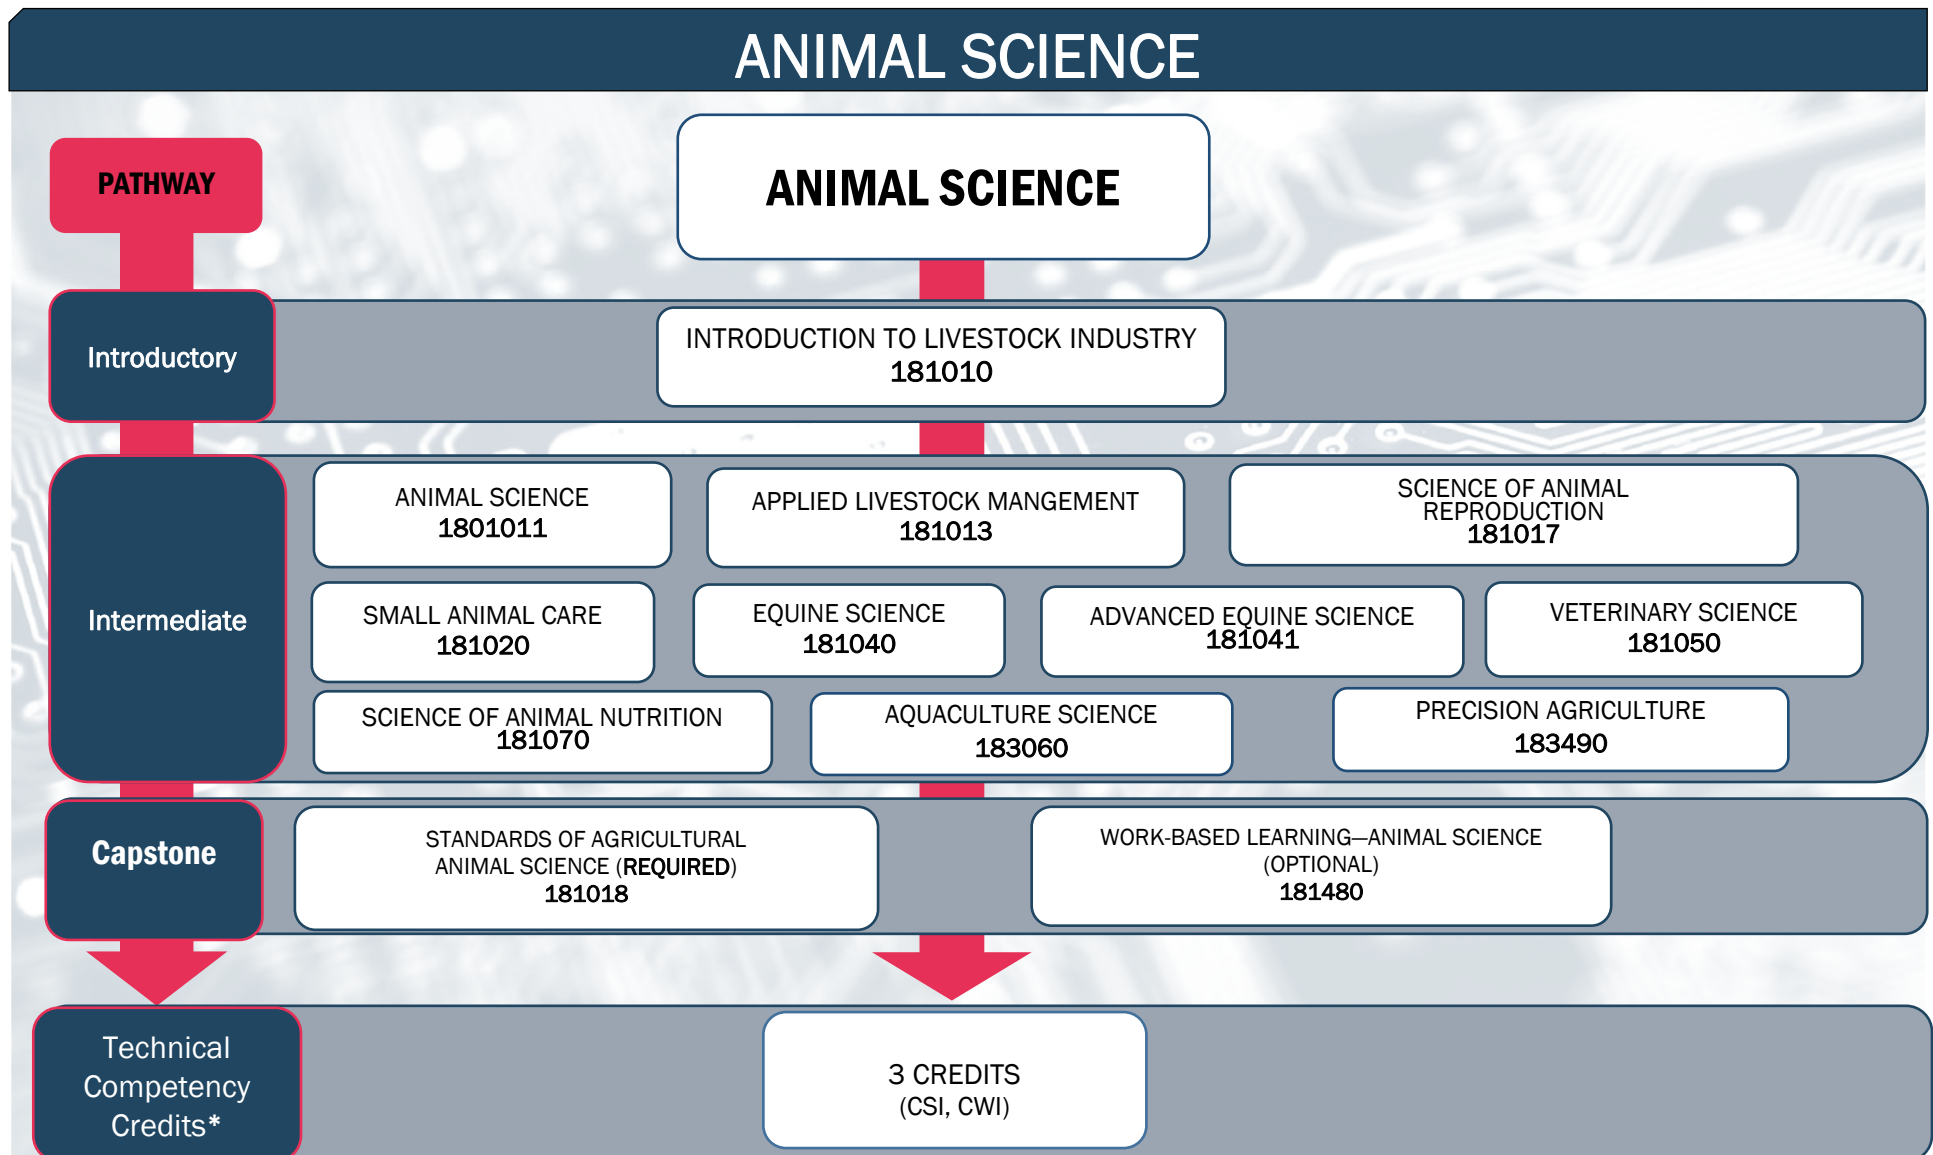 ANIMAL SCIENCE
PATHWAY
ANIMAL SCIENCE
Introductory
INTRODUCTION TO LIVESTOCK INDUSTRY
181010
Intermediate
ANIMAL SCIENCE
1801011
APPLIED LIVESTOCK MANGEMENT
181013
SCIENCE OF ANIMAL
REPRODUCTION
181017
SMALL ANIMAL CARE
181020
EQUINE SCIENCE
181040
ADVANCED EQUINE SCIENCE
181041
VETERINARY SCIENCE
181050
SCIENCE OF ANIMAL NUTRITION
181070
AQUACULTURE SCIENCE
183060
PRECISION AGRICULTURE
183490
Capstone
STANDARDS OF AGRICULTURAL
ANIMAL SCIENCE (REQUIRED)
181018
WORK-BASED LEARNING—ANIMAL SCIENCE
(OPTIONAL)
181480
Technical
Competency
Credits*
3 CREDITS
(CSI, CWI)